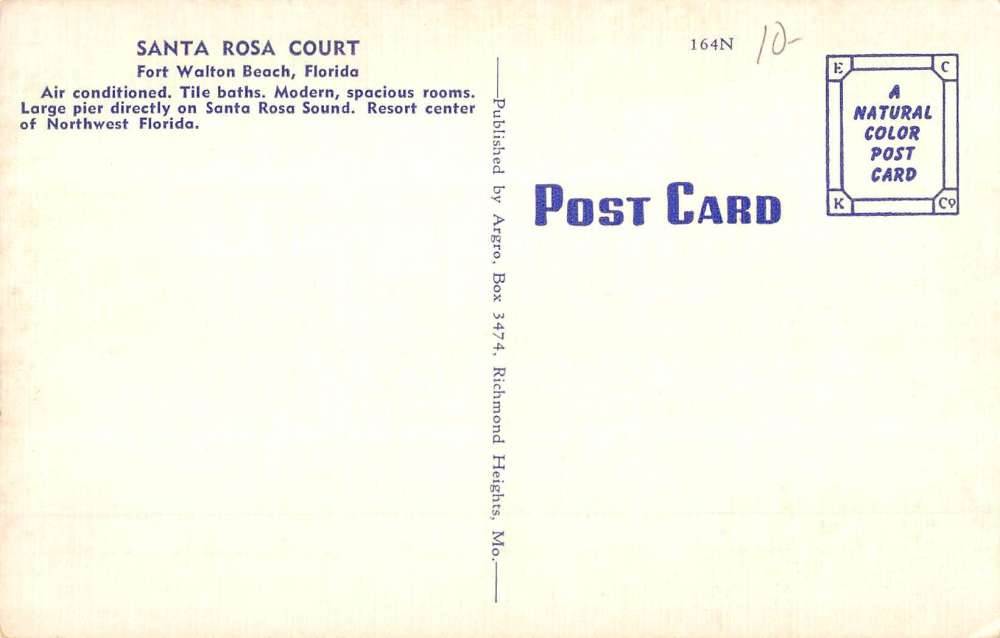 SANTA ROSA COURT
Fort Walton Beach, Florida
Air conditioned. Tile baths. Modern, spacious rooms.
Large pier directly on Santa Rosa Sound. Resort center
of Northwest Florida.
Published by Argro, Box 3474, Richmond Heights, Mo.
164N
10-
POST CARD
E C
A
NATURAL
COLOR
POST
CARD
K Co